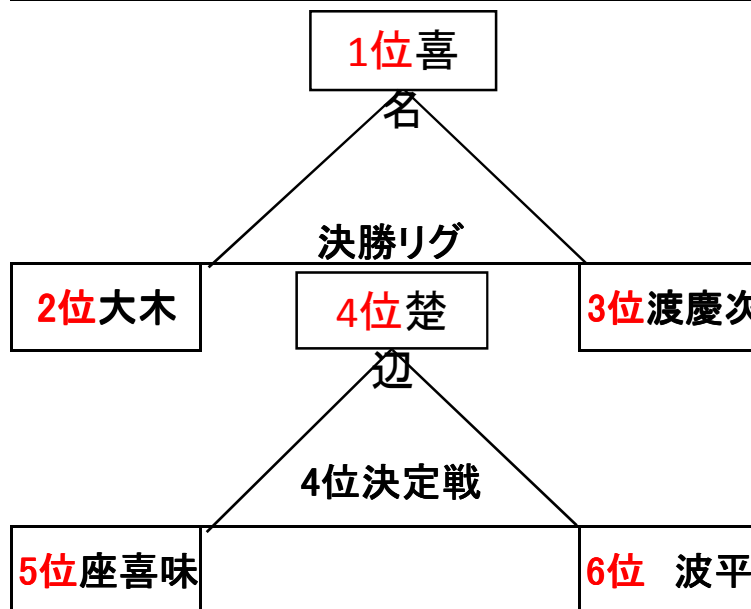 1位喜
名
決勝リグ
2位大木
3位渡慶次
4位楚
辺
4位決定戦
5位座喜味
6位 波平